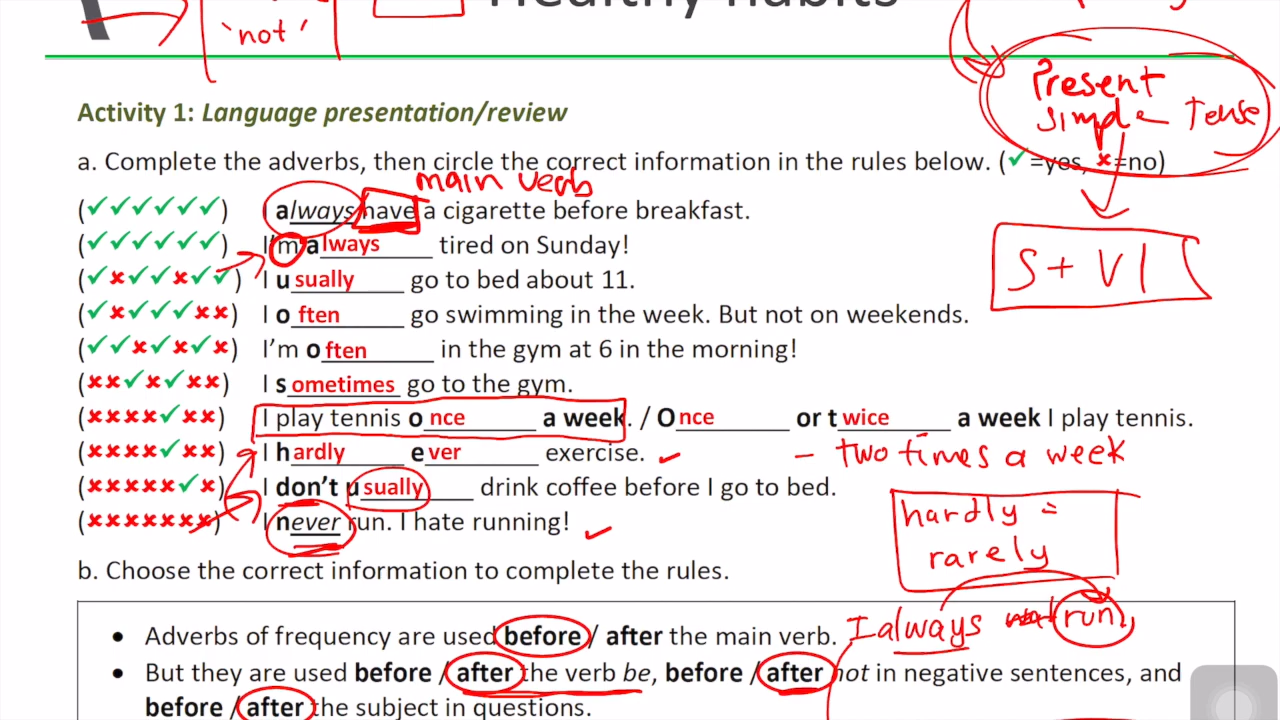 Healthy habits
'not'
Present
simple Tense
S + V1
Activity 1: Language presentation/review
a. Complete the adverbs, then circle the correct information in the rules below. (✓=yes, ✗=no)
main verb
(✓✓✓✓✓✓) I always have a cigarette before breakfast.
(✓✓✓✓✓✓) I'm always tired on Sunday!
(✓✗✓✓✗✓✓) I usually go to bed about 11.
(✓✗✓✓✓✗✗) I often go swimming in the week. But not on weekends.
(✓✓✗✓✗✓✗) I'm often in the gym at 6 in the morning!
(✗✗✓✗✓✗✗) I sometimes go to the gym.
(✗✗✗✗✓✗✗) I play tennis once a week. / Once or twice a week I play tennis.
(✗✗✗✗✓✗✗) I hardly ever exercise. ✓
– two times a week
(✗✗✗✗✗✓✗) I don't usually drink coffee before I go to bed.
(✗✗✗✗✗✗✗) I never run. I hate running! ✓
hardly =
rarely
b. Choose the correct information to complete the rules.
I always run
• Adverbs of frequency are used before / after the main verb.
• But they are used before / after the verb be, before / after not in negative sentences, and
before / after the subject in questions.